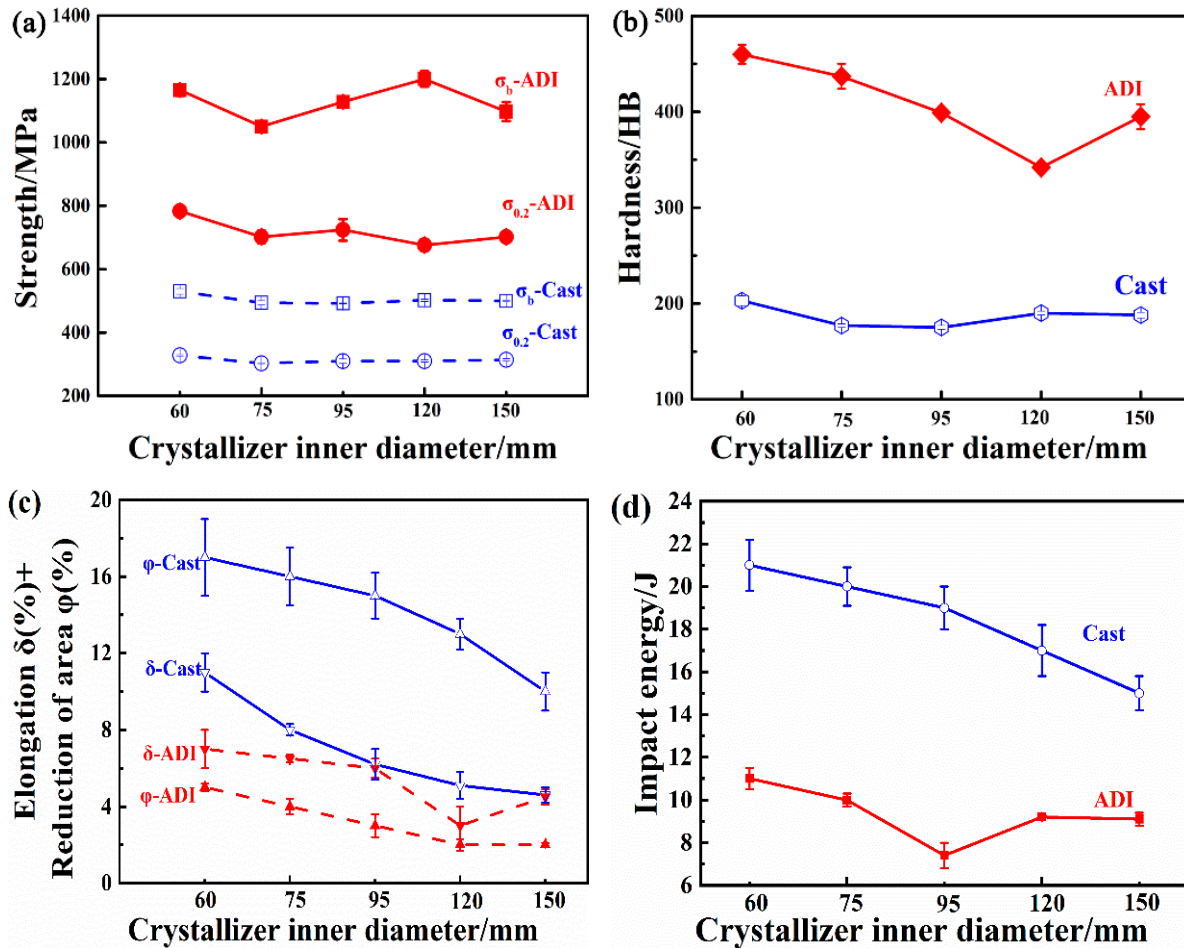 (a)
Strength/MPa
1400
1200
1000
800
600
400
200
σb-ADI
σ0.2-ADI
σb-Cast
σ0.2-Cast
60 75 95 120 150
Crystallizer inner diameter/mm
(b)
Hardness/HB
500
400
300
200
100
ADI
Cast
60 75 95 120 150
Crystallizer inner diameter/mm
(c)
Elongation δ(%)+
Reduction of area φ(%)
20
16
12
8
4
0
φ-Cast
δ-Cast
δ-ADI
φ-ADI
60 75 95 120 150
Crystallizer inner diameter/mm
(d)
Impact energy/J
24
22
20
18
16
14
12
10
8
6
Cast
ADI
60 75 95 120 150
Crystallizer inner diameter/mm